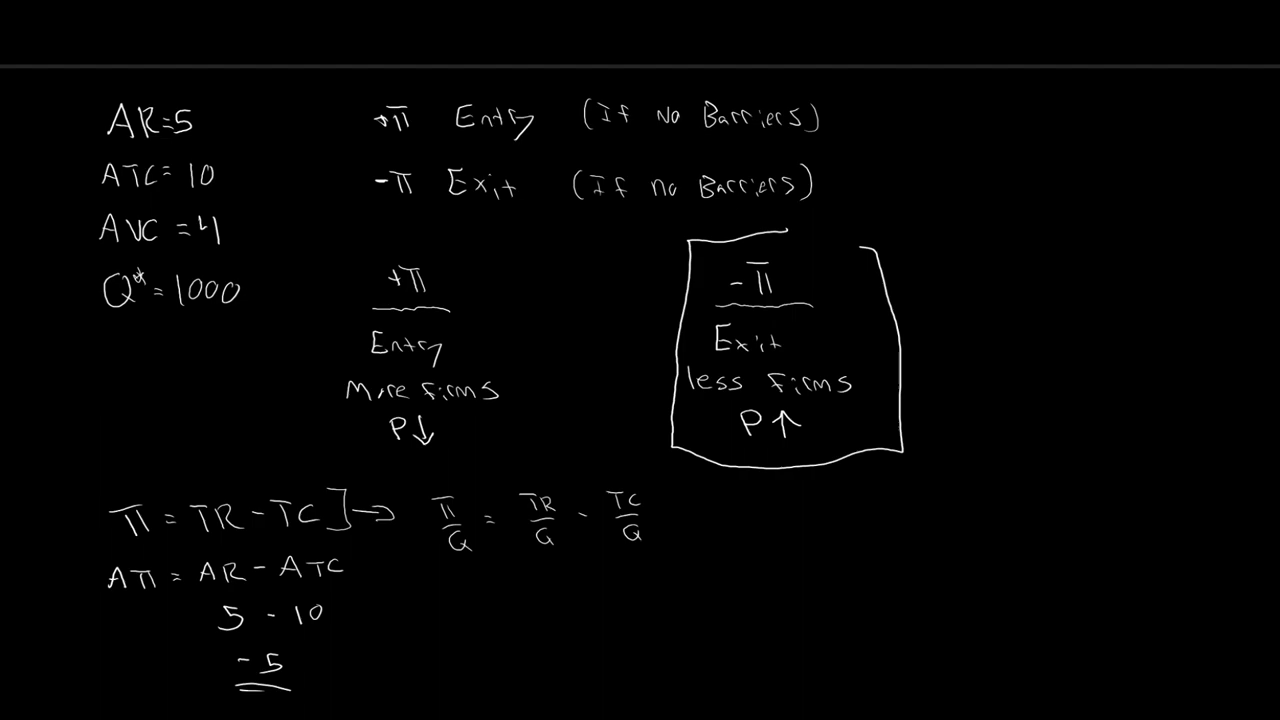 AR=5
ATC=10
AVC=4
Q*=1000
+π Entry (If No Barriers)
-π Exit (If no Barriers)
+π
Entry
More firms
P↓
-π
Exit
less firms
P↑
π = TR - TC] → π/Q = TR/Q - TC/Q
Aπ = AR - ATC
5 - 10
-5